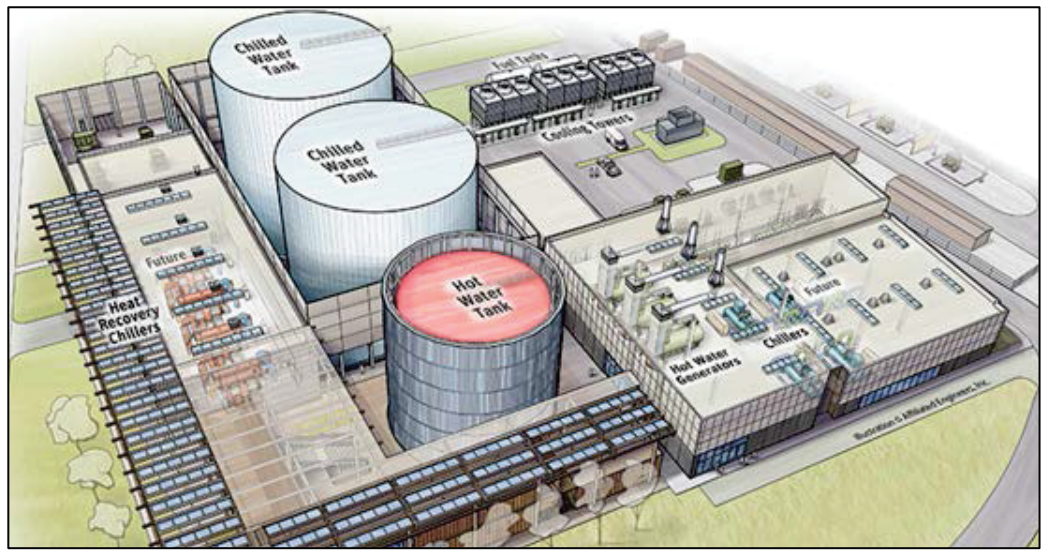 Chilled
Water
Tank
Fuel Tanks
Cooling Towers
Chilled
Water
Tank
Future
Heat
Recovery
Chillers
Hot
Water
Tank
Future
Chillers
Hot Water
Generators
Illustration © Affiliated Engineers, Inc.